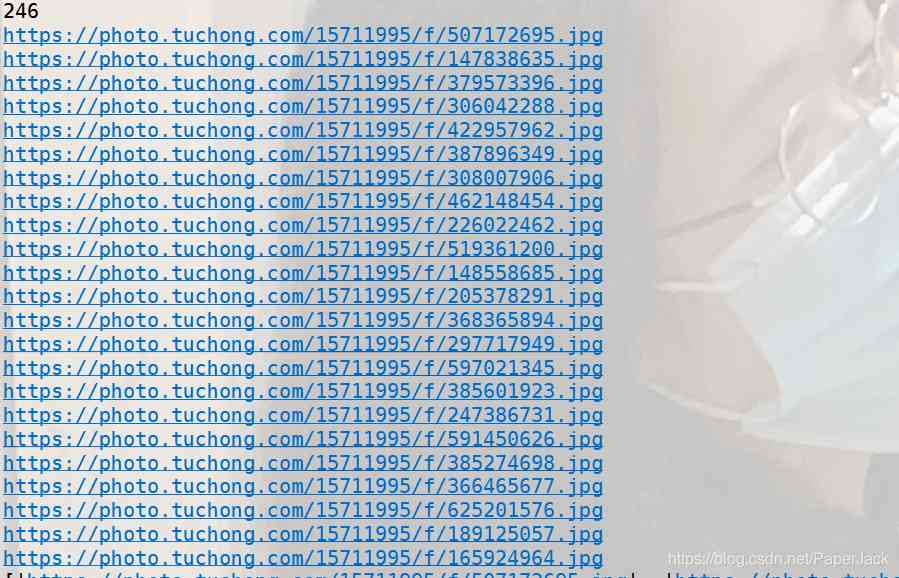 246
https://photo.tuchong.com/15711995/f/507172695.jpg
https://photo.tuchong.com/15711995/f/147838635.jpg
https://photo.tuchong.com/15711995/f/379573396.jpg
https://photo.tuchong.com/15711995/f/306042288.jpg
https://photo.tuchong.com/15711995/f/422957962.jpg
https://photo.tuchong.com/15711995/f/387896349.jpg
https://photo.tuchong.com/15711995/f/308007906.jpg
https://photo.tuchong.com/15711995/f/462148454.jpg
https://photo.tuchong.com/15711995/f/226022462.jpg
https://photo.tuchong.com/15711995/f/519361200.jpg
https://photo.tuchong.com/15711995/f/148558685.jpg
https://photo.tuchong.com/15711995/f/205378291.jpg
https://photo.tuchong.com/15711995/f/368365894.jpg
https://photo.tuchong.com/15711995/f/297717949.jpg
https://photo.tuchong.com/15711995/f/597021345.jpg
https://photo.tuchong.com/15711995/f/385601923.jpg
https://photo.tuchong.com/15711995/f/247386731.jpg
https://photo.tuchong.com/15711995/f/591450626.jpg
https://photo.tuchong.com/15711995/f/385274698.jpg
https://photo.tuchong.com/15711995/f/366465677.jpg
https://photo.tuchong.com/15711995/f/625201576.jpg
https://photo.tuchong.com/15711995/f/189125057.jpg
https://photo.tuchong.com/15711995/f/165924964.jpg
https://blog.csdn.net/PaperJack